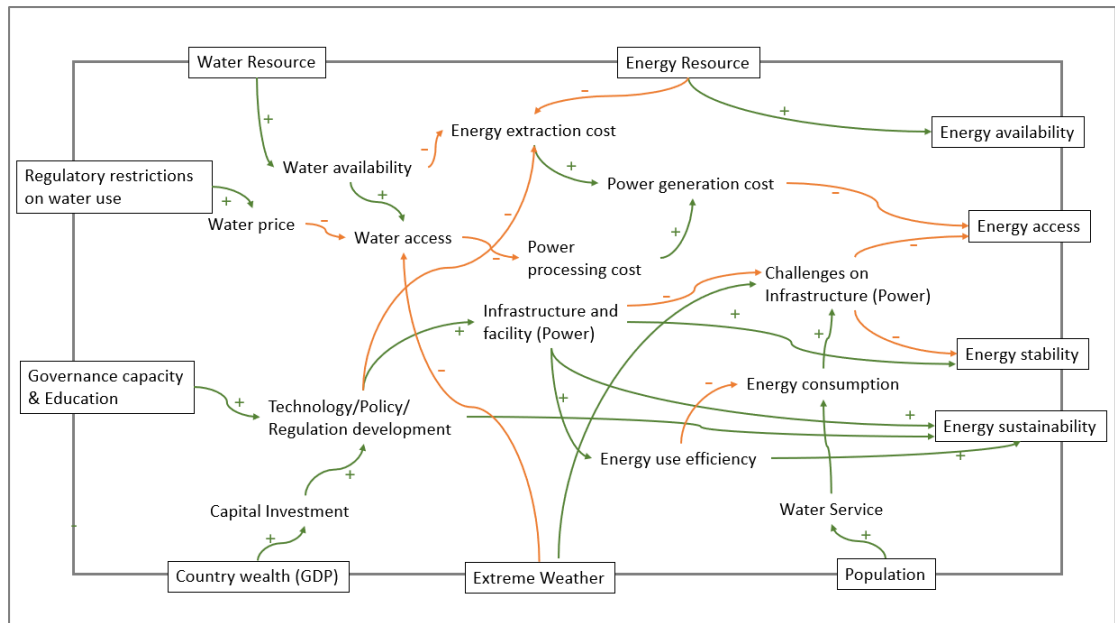 Water Resource
Energy Resource
−
+
+
Energy extraction cost
Energy availability
−
Water availability
+
Regulatory restrictions
on water use
+
Power generation cost
+
−
−
Water price
−
Water access
Energy access
+
−
−
Power
processing cost
Challenges on
Infrastructure (Power)
−
Infrastructure and
facility (Power)
+
+
+
−
Energy stability
Governance capacity
& Education
−
−
Energy consumption
+
+
Technology/Policy/
Regulation development
+
Energy sustainability
Energy use efficiency
+
+
Capital Investment
Water Service
-
+
+
Country wealth (GDP)
Extreme Weather
Population